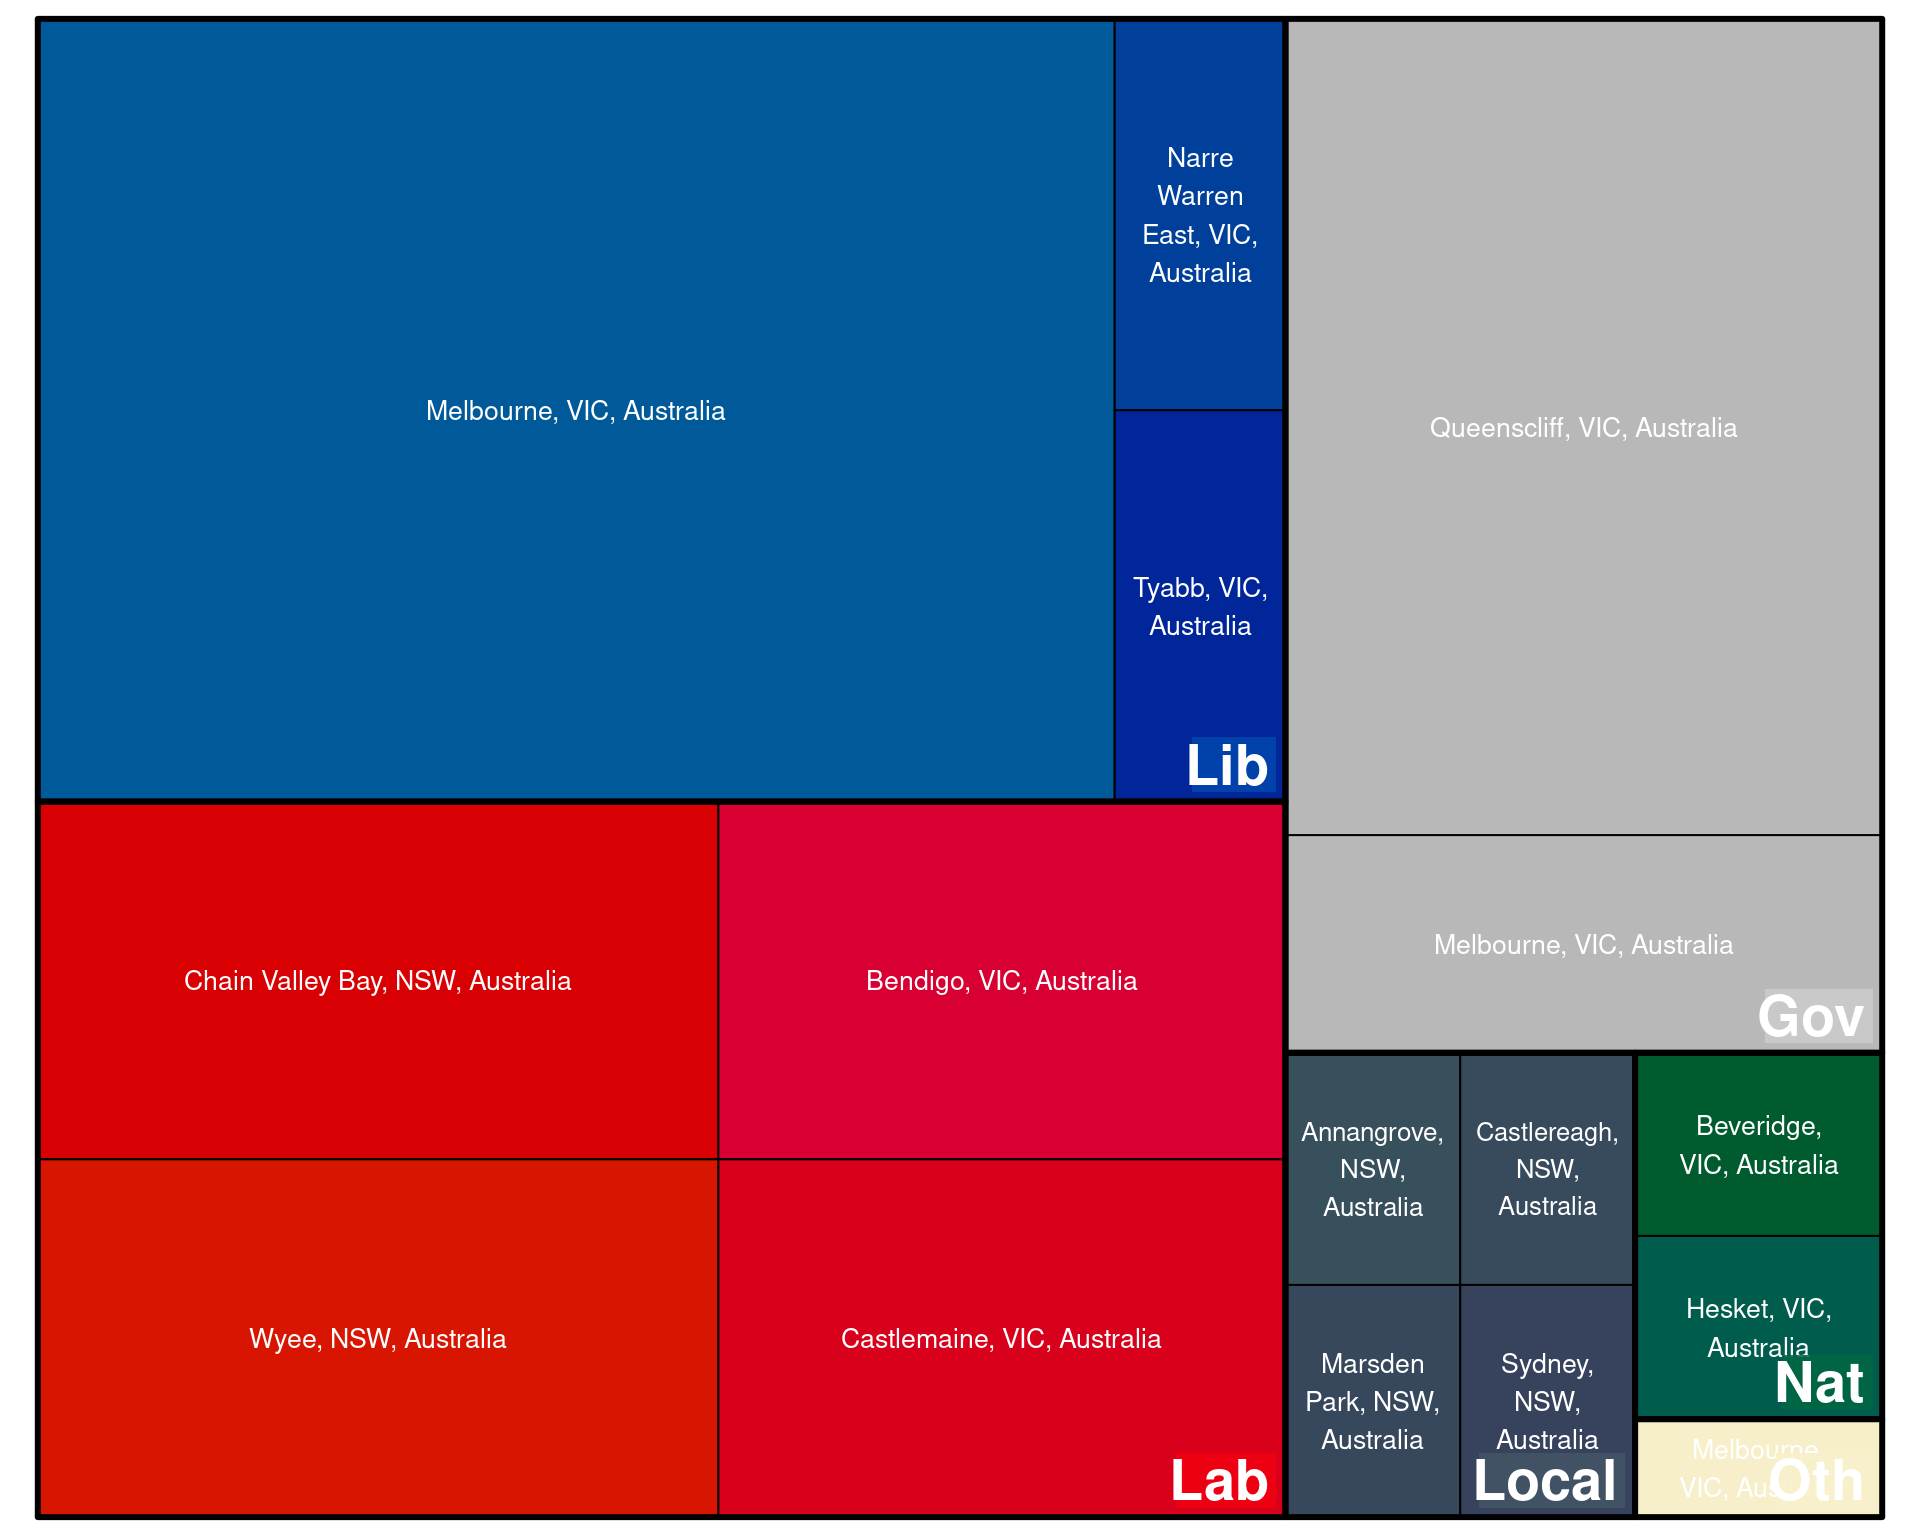 Melbourne, VIC, Australia
Narre
Warren
East, VIC,
Australia
Tyabb, VIC,
Australia
Lib
Queenscliff, VIC, Australia
Melbourne, VIC, Australia
Gov
Chain Valley Bay, NSW, Australia
Bendigo, VIC, Australia
Wyee, NSW, Australia
Castlemaine, VIC, Australia
Lab
Annangrove,
NSW,
Australia
Castlereagh,
NSW,
Australia
Marsden
Park, NSW,
Australia
Sydney,
NSW,
Australia
Local
Beveridge,
VIC, Australia
Hesket, VIC,
Australia
Nat
Melbourne
VIC,
Oth